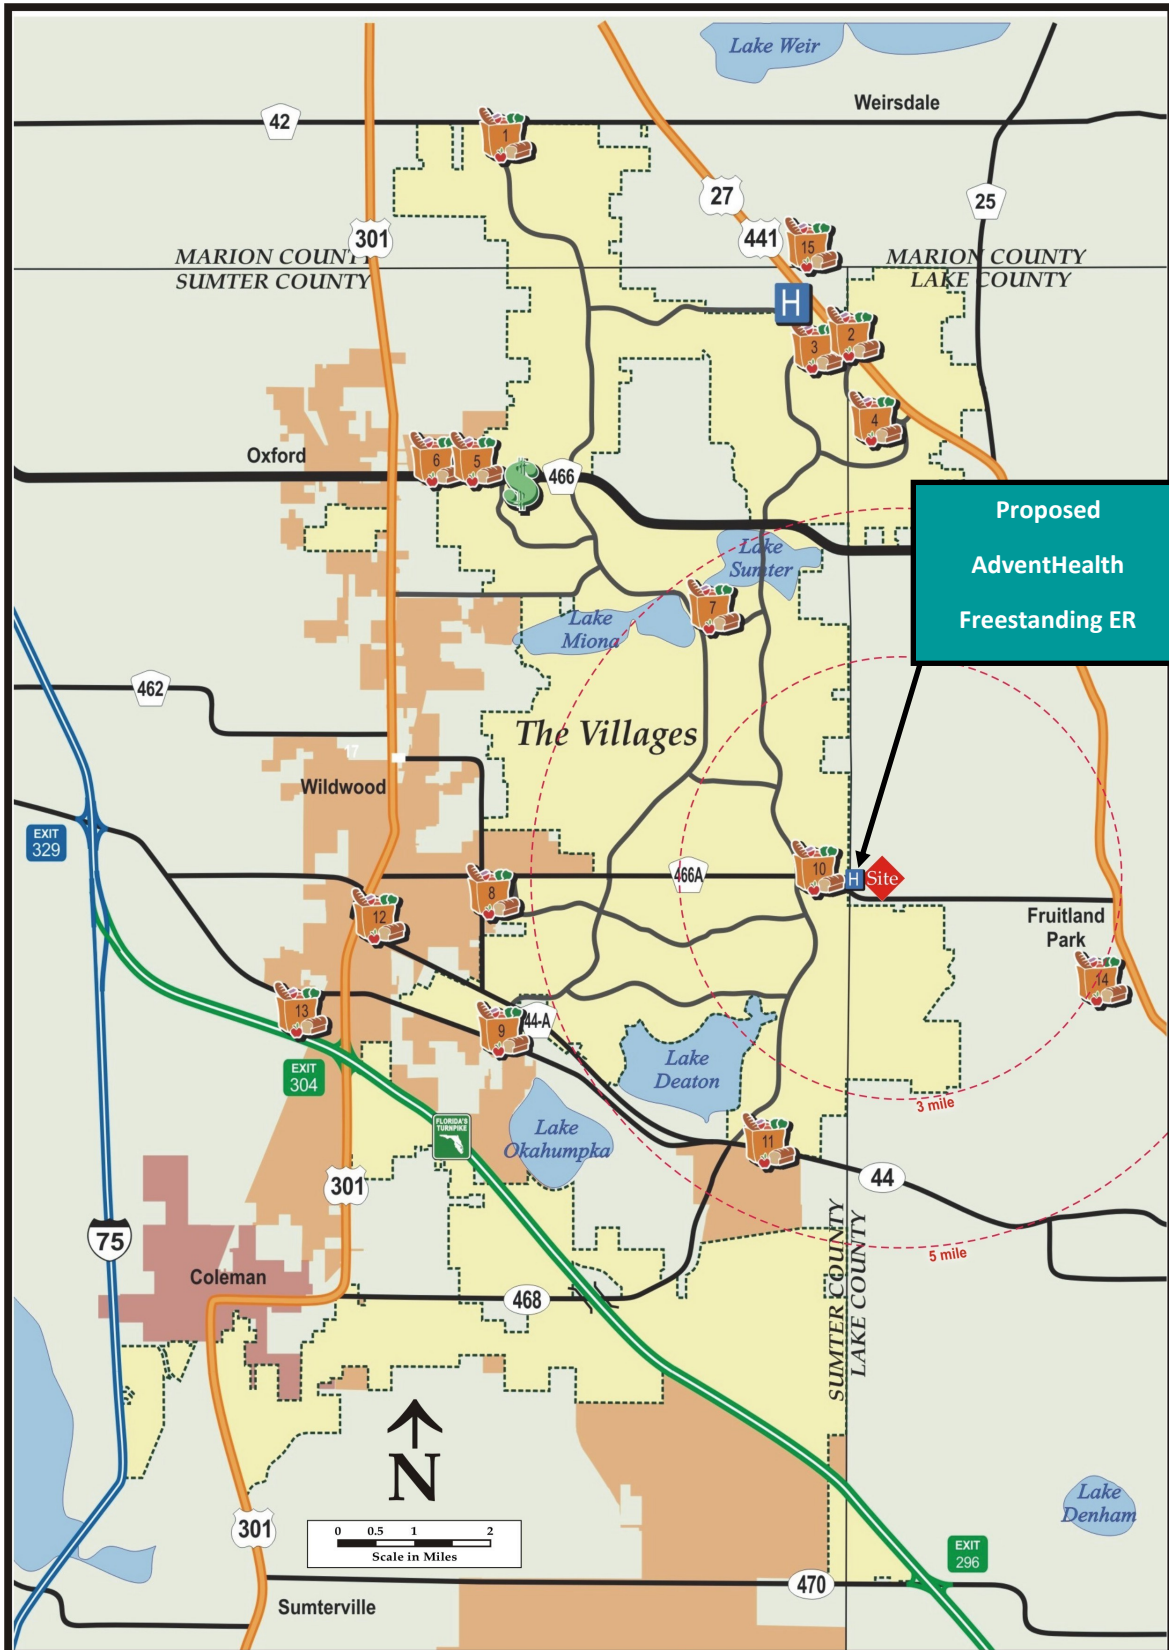 Lake Weir
Weirsdale
42
1
27
25
301
441
15
MARION COUNTY
SUMTER COUNTY
MARION COUNTY
LAKE COUNTY
H
3
2
4
Oxford
6
5
$
466
Proposed
AdventHealth
Freestanding ER
Lake
Sumter
7
Lake
Miona
462
The Villages
17
Wildwood
EXIT
329
466A
10
H
Site
8
12
Fruitland
Park
14
13
9
44-A
EXIT
304
Lake
Deaton
3 mile
FLORIDA'S
TURNPIKE
Lake
Okahumpka
11
44
301
75
5 mile
Coleman
468
SUMTER COUNTY
LAKE COUNTY
N
301
0 0.5 1 2
Scale in Miles
Lake
Denham
EXIT
296
470
Sumterville